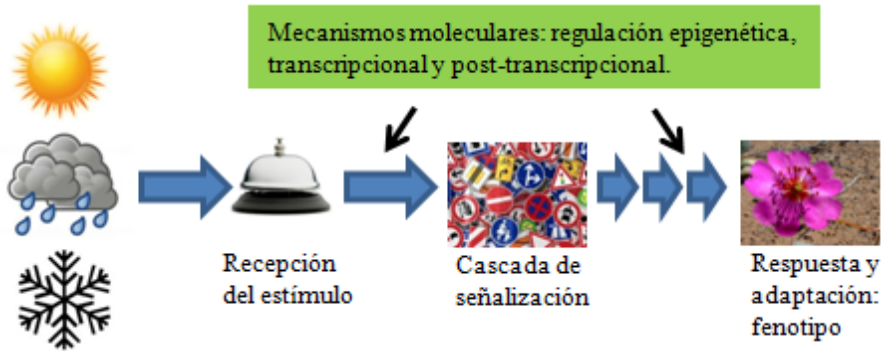 Mecanismos moleculares: regulación epigenética,
transcripcional y post-transcripcional.
Recepción
del estímulo
Cascada de
señalización
Respuesta y
adaptación:
fenotipo